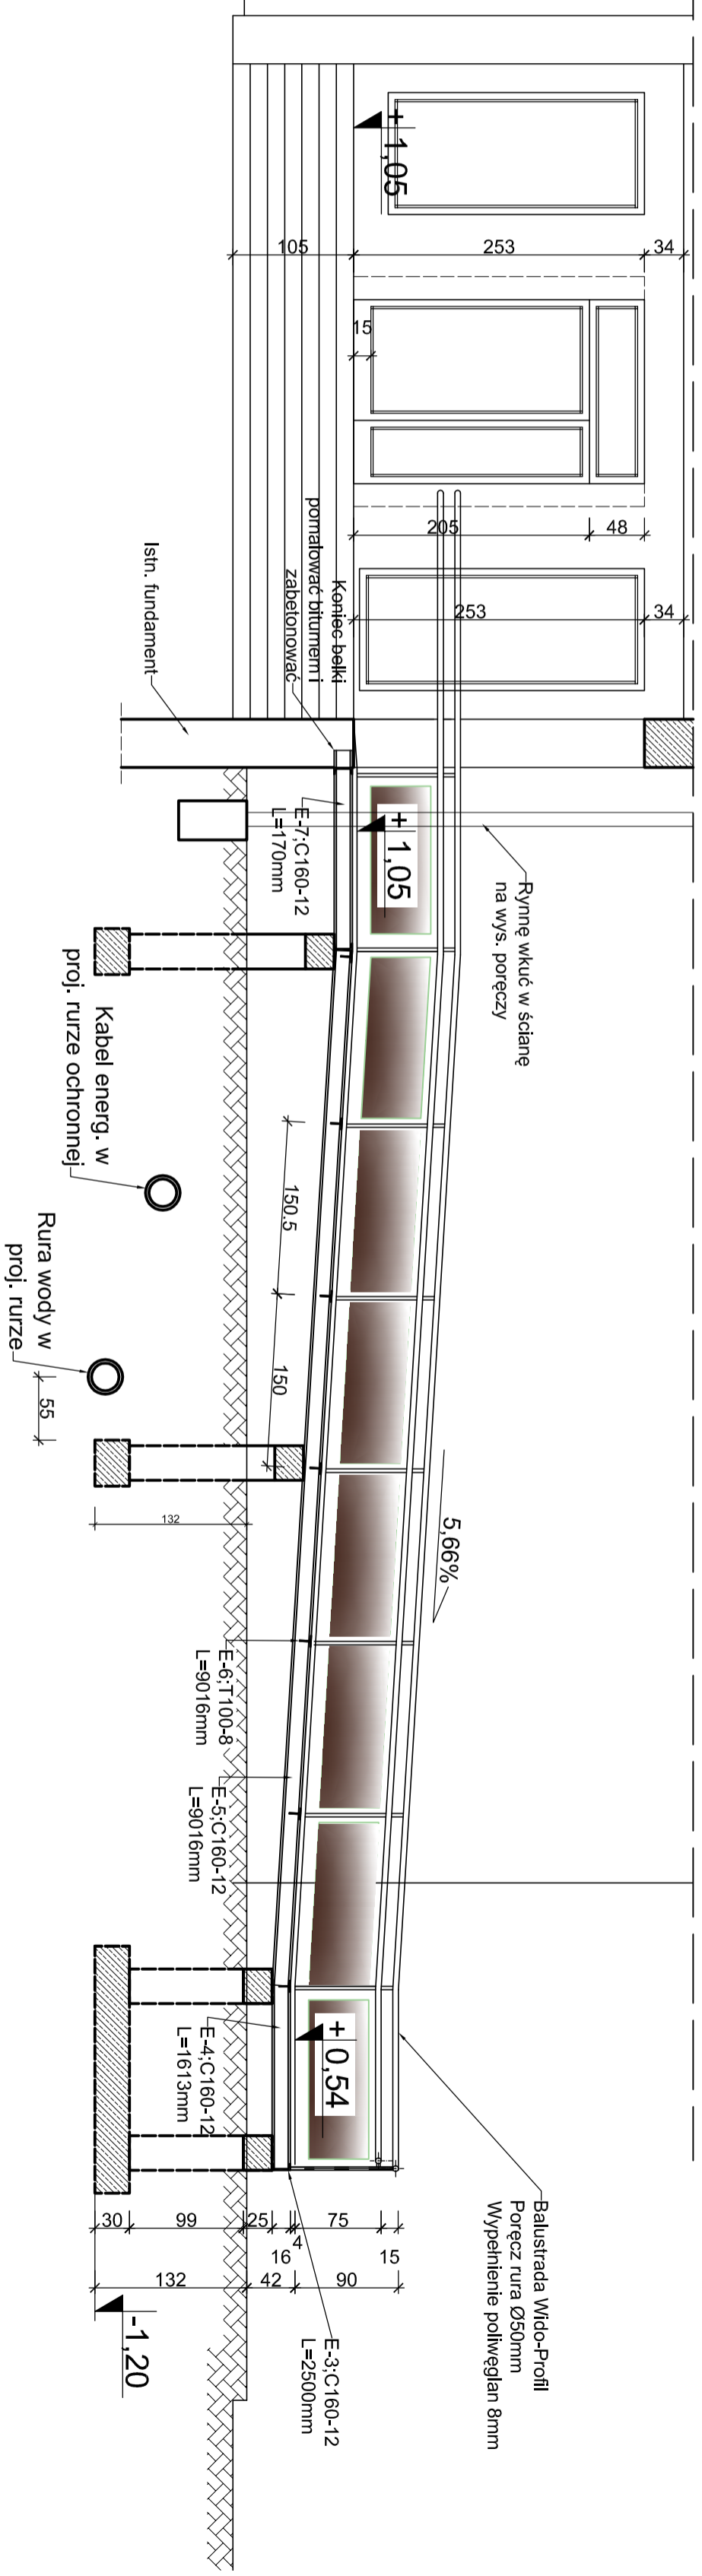 + 1,05
105
253
34
15
205
48
253
34
Koniec belki
pomalować bitumem i
zabetonować
Istn. fundament
E-7;C160-12
L=170mm
+ 1,05
Rynnę wkuć w ścianę
na wys. poręczy
Kabel energ. w
proj. rurze ochronnej
150.5
150
Rura wody w
proj. rurze
55
132
5,66%
E-6;T100-8
L=9016mm
E-5;C160-12
L=9016mm
E-4;C160-12
L=1613mm
+ 0,54
Balustrada Wido-Profil
Poręcz rura Ø50mm
Wypełnienie poliwęglan 8mm
30
99
25
4
75
16
15
132
42
90
-1,20
E-3;C160-12
L=2500mm